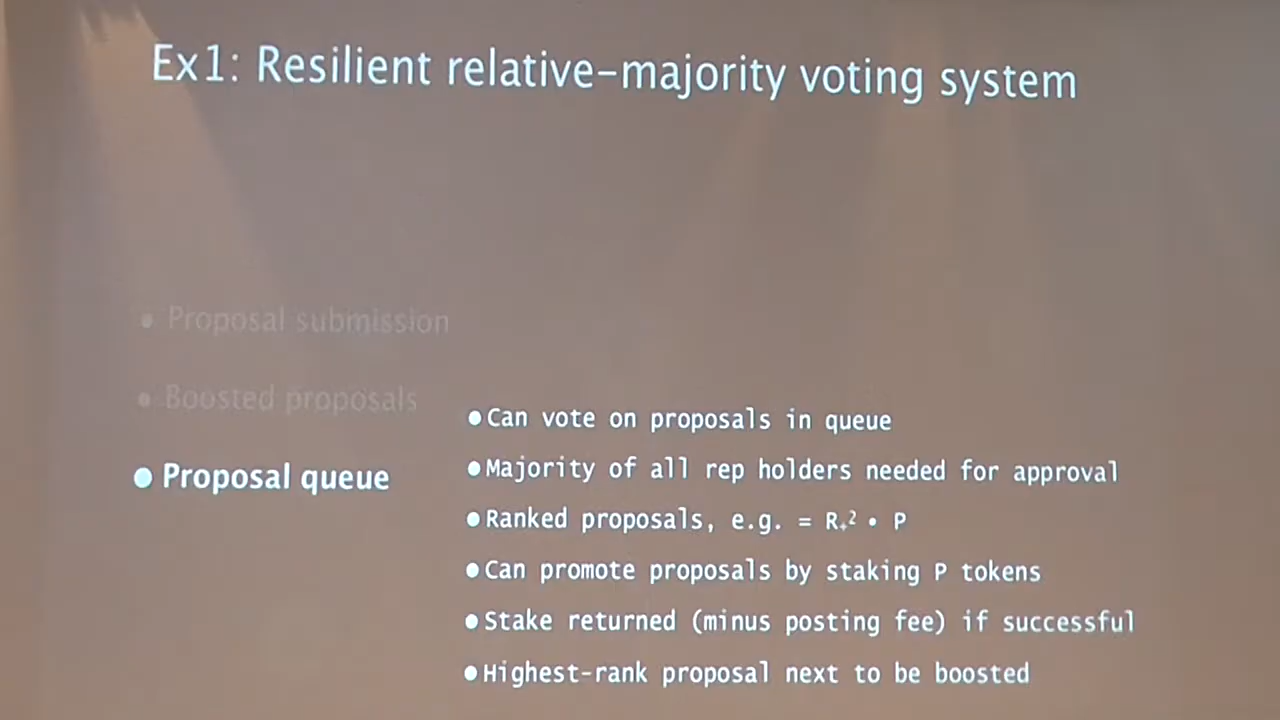 Ex1: Resilient relative-majority voting system
• Proposal submission
• Boosted proposals
• Proposal queue
• Can vote on proposals in queue
• Majority of all rep holders needed for approval
• Ranked proposals, e.g. = R₊² • P
• Can promote proposals by staking P tokens
• Stake returned (minus posting fee) if successful
• Highest-rank proposal next to be boosted